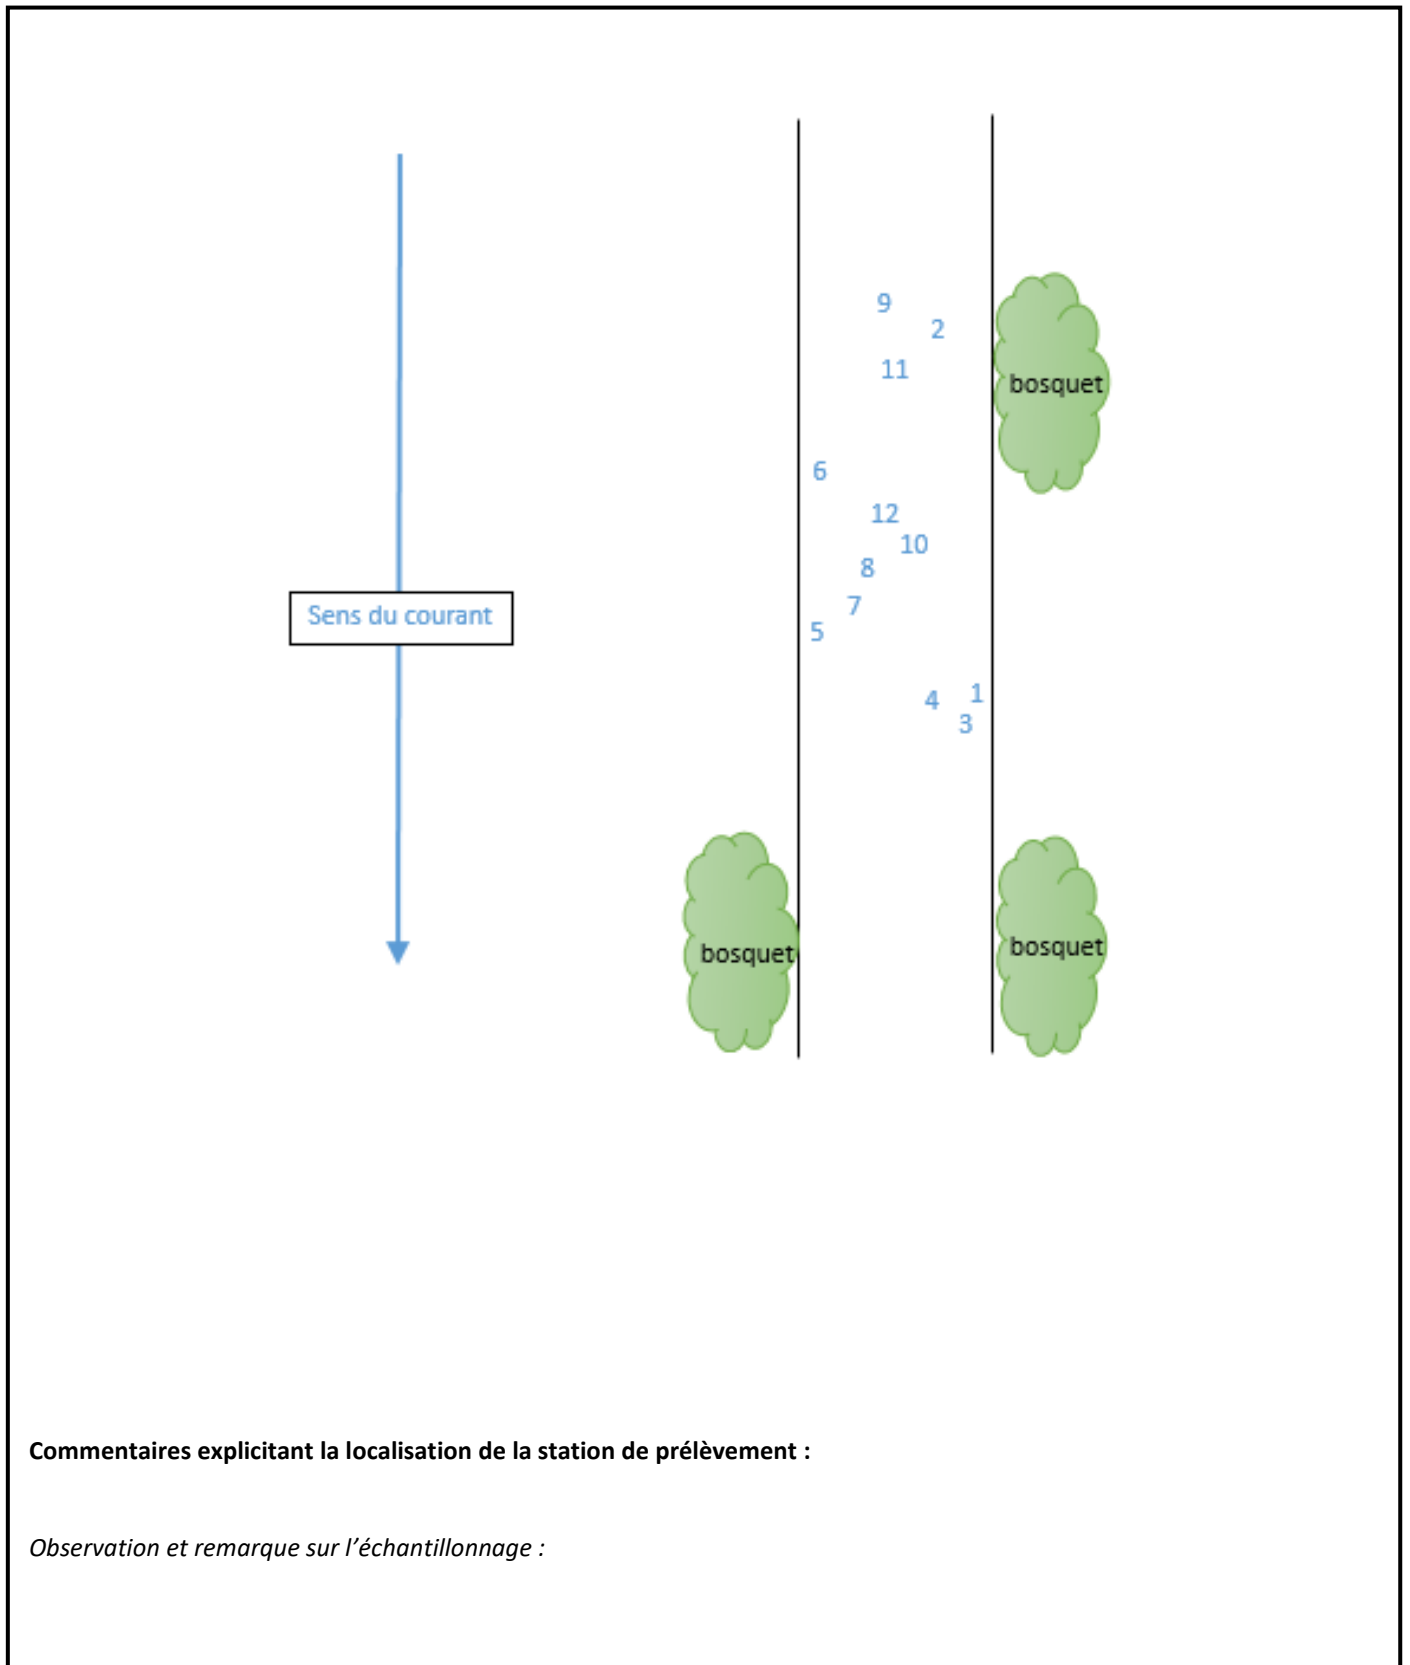 9
2
11
bosquet
6
12
10
8
7
Sens du courant
5
1
4
3
bosquet
bosquet
Commentaires explicitant la localisation de la station de prélèvement :
Observation et remarque sur l’échantillonnage :